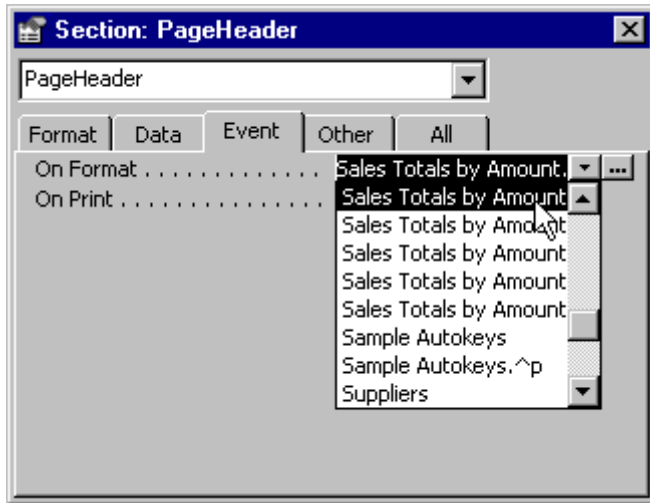 Section: PageHeader
PageHeader
Format Data Event Other All
On Format . . . . . . . . . . . . . Sales Totals by Amount. ...
On Print . . . . . . . . . . . . . . . Sales Totals by Amount
Sales Totals by Amount
Sales Totals by Amount
Sales Totals by Amount
Sales Totals by Amount
Sample Autokeys
Sample Autokeys.^p
Suppliers